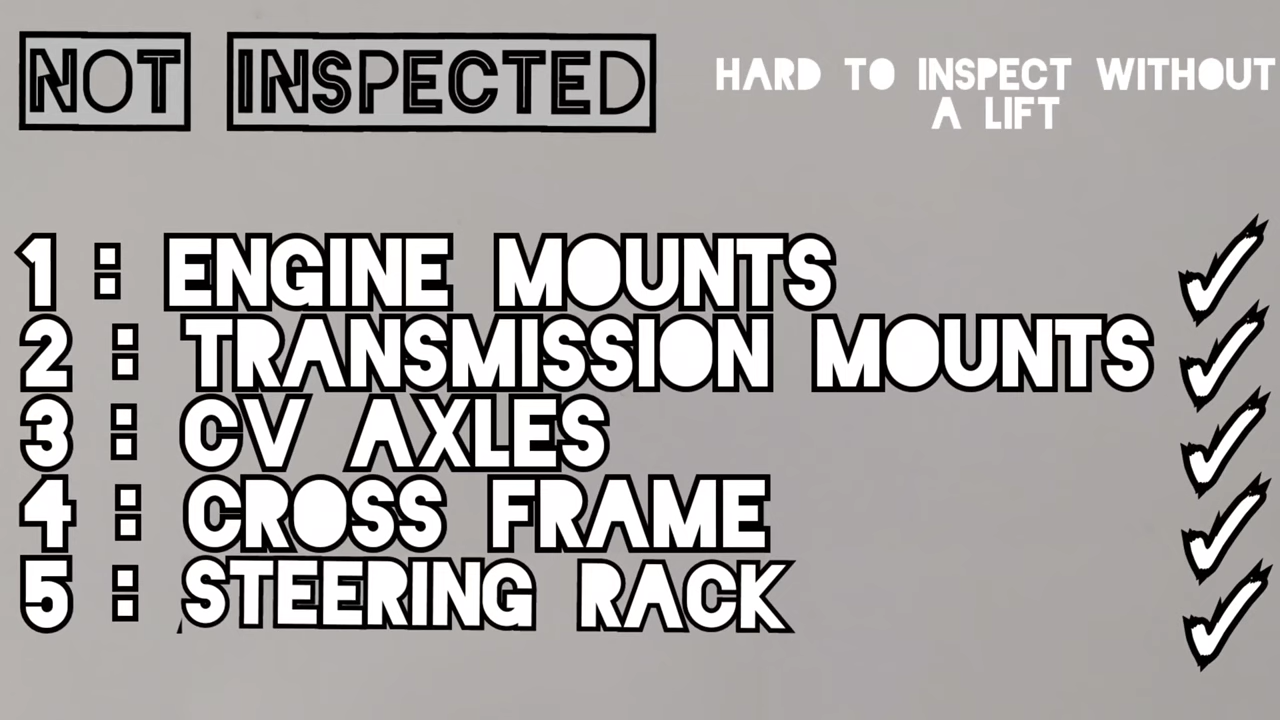 NOT INSPECTED
HARD TO INSPECT WITHOUT
A LIFT
1 : ENGINE MOUNTS
2 : TRANSMISSION MOUNTS
3 : CV AXLES
4 : CROSS FRAME
5 : STEERING RACK